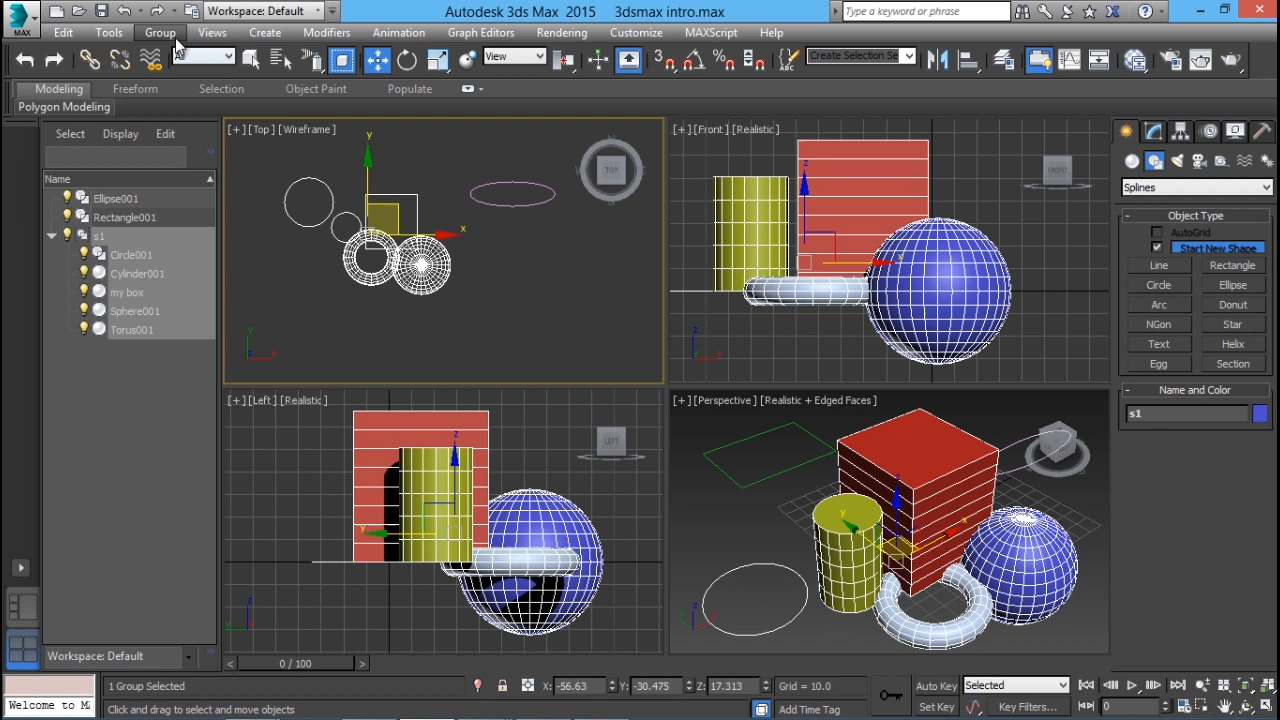 Workspace: Default
Autodesk 3ds Max 2015 3dsmax intro.max
Type a keyword or phrase
MAX
Edit Tools Group Views Create Modifiers Animation Graph Editors Rendering Customize MAXScript Help
View
3
Create Selection Se
Modeling Freeform Selection Object Paint Populate
Polygon Modeling
Select Display Edit
Name
Ellipse001
Rectangle001
s1
Circle001
Cylinder001
my box
Sphere001
Torus001
Workspace: Default
[+] [Top] [Wireframe]
TOP
y
x
y
z x
[+] [Front] [Realistic]
FRONT
z
x
z
x
[+] [Left] [Realistic]
LEFT
z
y
z
y
[+] [Perspective] [Realistic + Edged Faces]
z
y
x
z
Splines
Object Type
AutoGrid
Start New Shape
Line Rectangle
Circle Ellipse
Arc Donut
NGon Star
Text Helix
Egg Section
Name and Color
s1
< 0 / 100 >
1 Group Selected
X: -56.63 Y: -30.475 Z: 17.313 Grid = 10.0
Auto Key Selected
Welcome to
Click and drag to select and move objects
Add Time Tag
Set Key Key Filters... 0